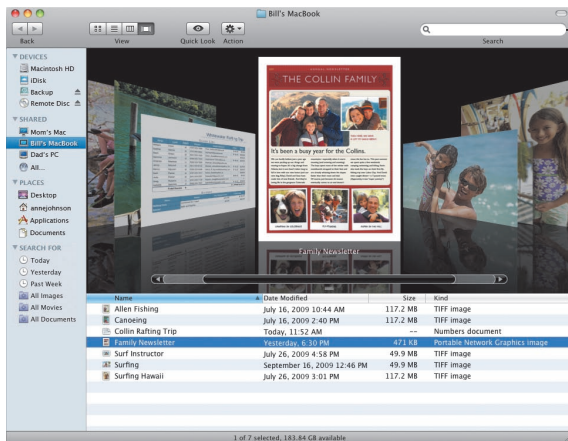 Bill's MacBook
Back View Quick Look Action Search
DEVICES
Macintosh HD
iDisk
Backup
Remote Disc
SHARED
Mom's Mac
Bill's MacBook
Dad's PC
All...
PLACES
Desktop
annejohnson
Applications
Documents
SEARCH FOR
Today
Yesterday
Past Week
All Images
All Movies
All Documents
THE COLLIN FAMILY
It's been a busy year for the Collins.
Family Newsletter
Name Date Modified Size Kind
Allen Fishing July 16, 2009 10:44 AM 117.2 MB TIFF image
Canoeing July 16, 2009 2:40 PM 117.2 MB TIFF image
Collin Rafting Trip Today, 11:52 AM -- Numbers document
Family Newsletter Yesterday, 6:30 PM 471 KB Portable Network Graphics image
Surf Instructor July 26, 2009 4:58 PM 49.9 MB TIFF image
Surfing September 16, 2009 12:46 PM 49.9 MB TIFF image
Surfing Hawaii July 26, 2009 3:01 PM 117.2 MB TIFF image
1 of 7 selected, 183.84 GB available